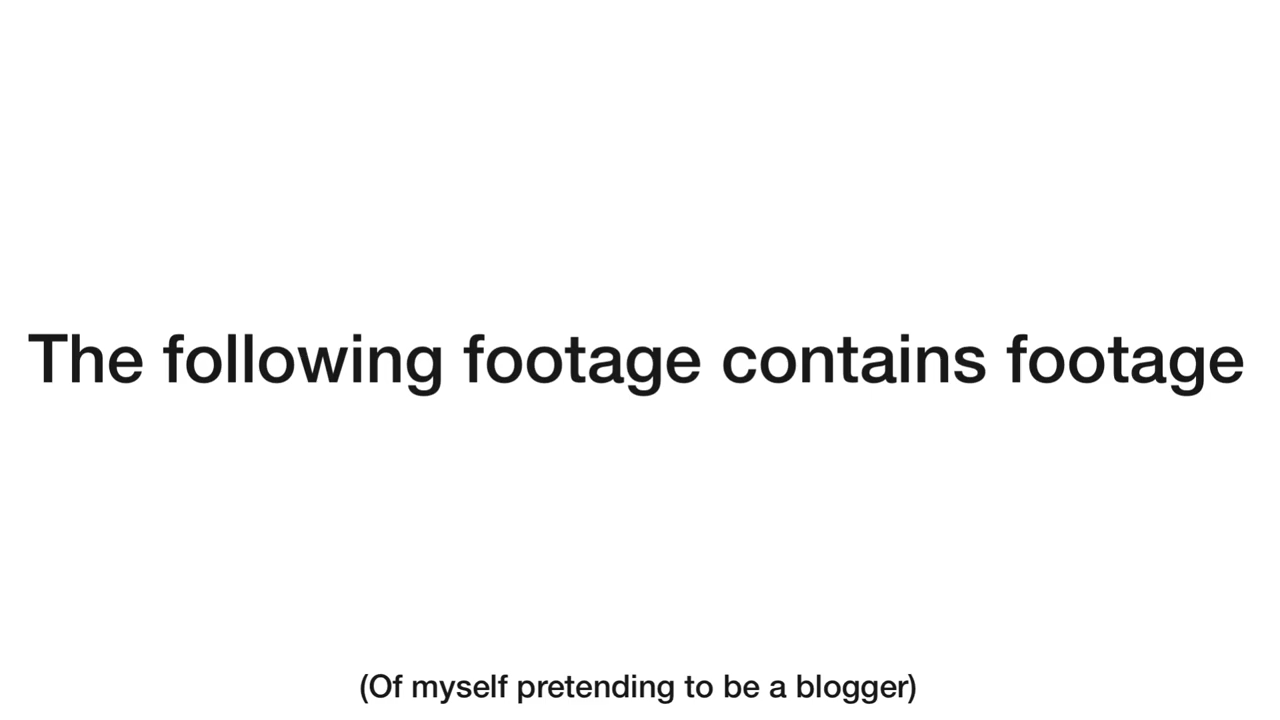 The following footage contains footage
(Of myself pretending to be a blogger)